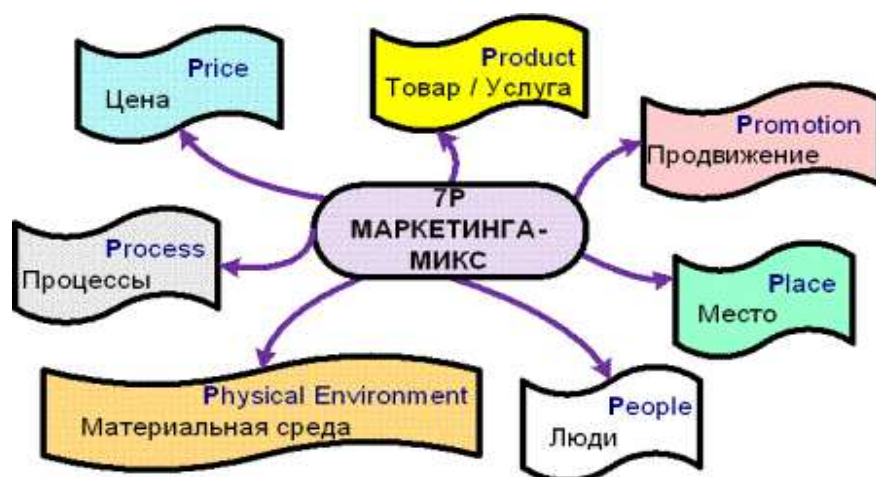 Price
Цена
Product
Товар / Услуга
Promotion
Продвижение
7P
МАРКЕТИНГА-
МИКС
Process
Процессы
Place
Место
Physical Environment
Материальная среда
People
Люди